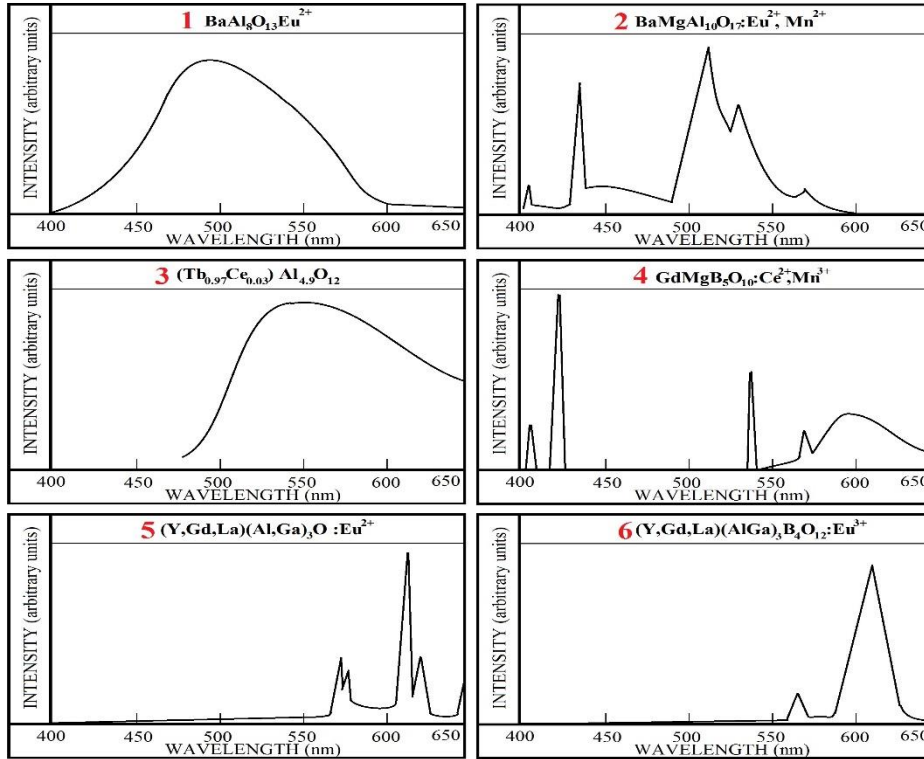 1 BaAl₈O₁₃Eu²⁺
INTENSITY (arbitrary units)
400 450 500 550 600 650
WAVELENGTH (nm)
2 BaMgAl₁₀O₁₇:Eu²⁺, Mn²⁺
INTENSITY (arbitrary units)
400 450 500 550 600 650
WAVELENGTH (nm)
3 (Tb₀.₉₇Ce₀.₀₃) Al₄.₉O₁₂
INTENSITY (arbitrary units)
400 450 500 550 600 650
WAVELENGTH (nm)
4 GdMgB₅O₁₀:Ce²⁺,Mn³⁺
INTENSITY (arbitrary units)
400 450 500 550 600 650
WAVELENGTH (nm)
5 (Y,Gd,La)(Al,Ga)₃O :Eu²⁺
INTENSITY (arbitrary units)
400 450 500 550 600 650
WAVELENGTH (nm)
6 (Y,Gd,La)(AlGa)₃B₄O₁₂:Eu³⁺
INTENSITY (arbitrary units)
400 450 500 550 600 650
WAVELENGTH (nm)